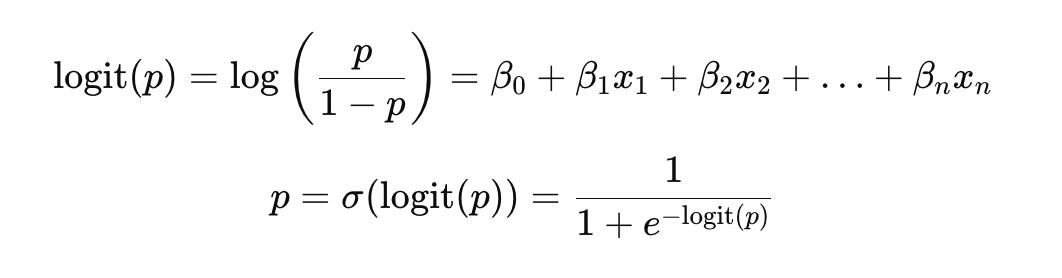 logit(p) = log(p/(1 − p)) = β₀ + β₁x₁ + β₂x₂ + … + βₙxₙ
p = σ(logit(p)) = 1/(1 + e^(−logit(p)))